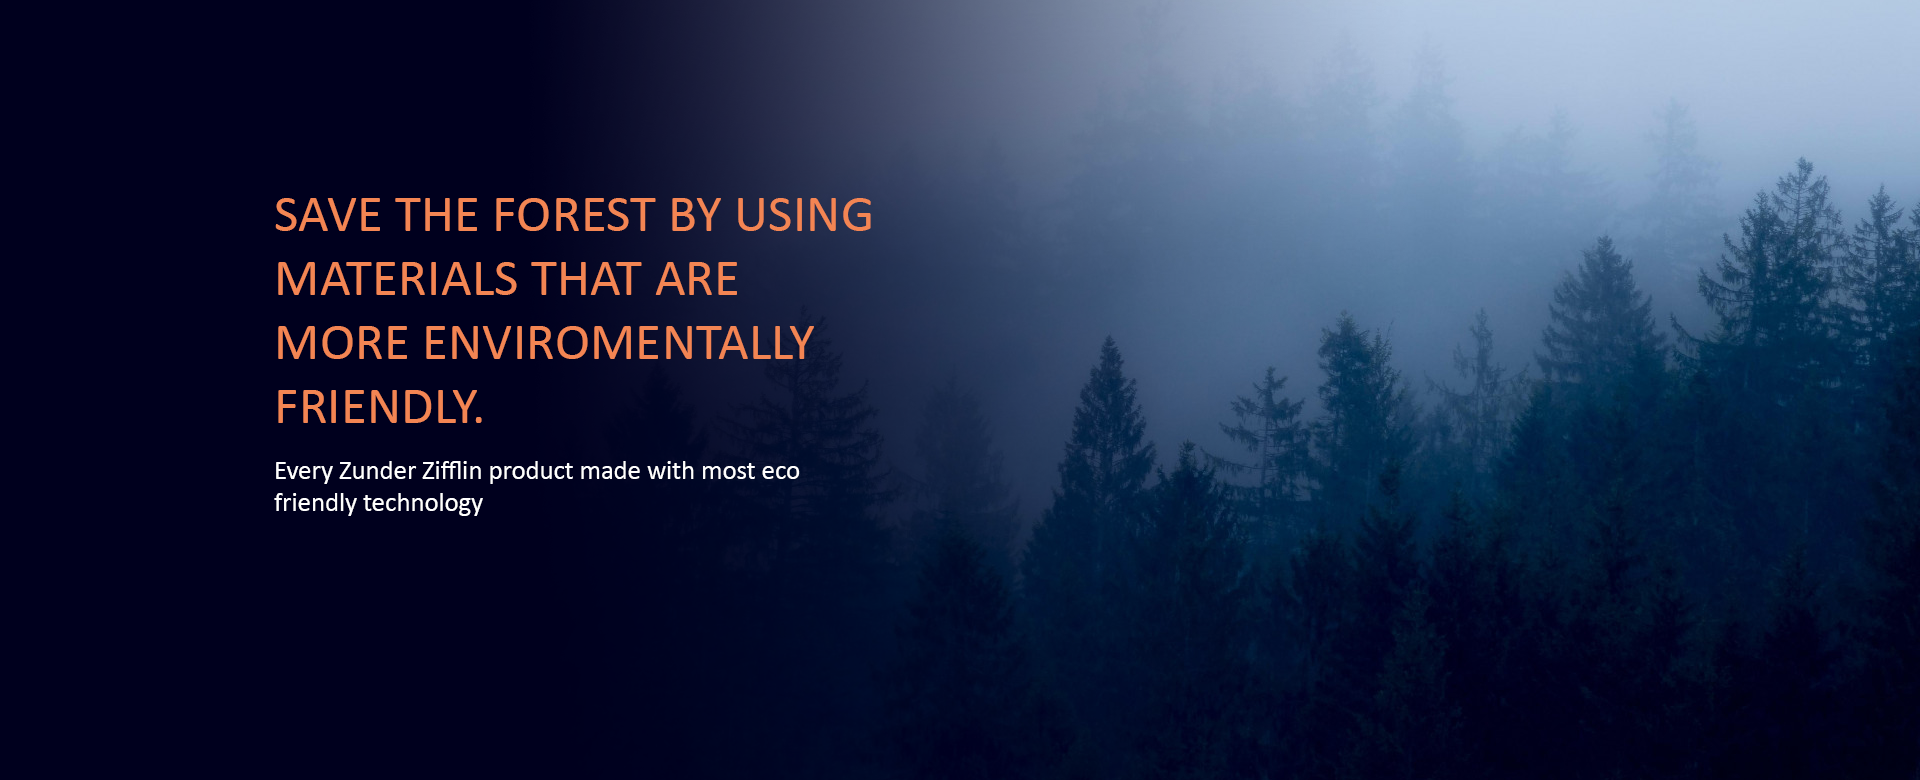 SAVE THE FOREST BY USING
MATERIALS THAT ARE
MORE ENVIROMENTALLY
FRIENDLY.
Every Zunder Zifflin product made with most eco
friendly technology